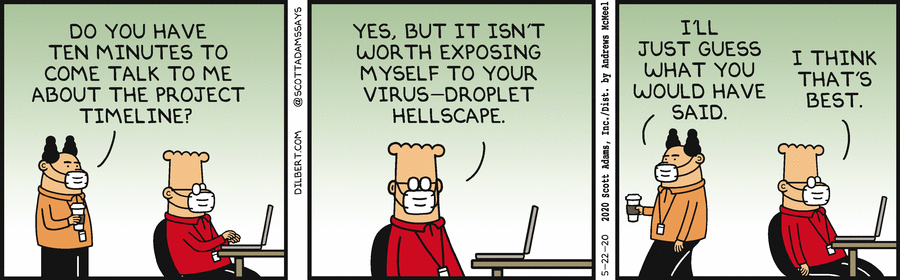 DO YOU HAVE
TEN MINUTES TO
COME TALK TO ME
ABOUT THE PROJECT
TIMELINE?
DILBERT.COM @SCOTTADAMSSAYS
YES, BUT IT ISN'T
WORTH EXPOSING
MYSELF TO YOUR
VIRUS—DROPLET
HELLSCAPE.
5-22-20 2020 Scott Adams, Inc./Dist. by Andrews McMeel
I'LL
JUST GUESS
WHAT YOU
WOULD HAVE
SAID.
I THINK
THAT'S
BEST.